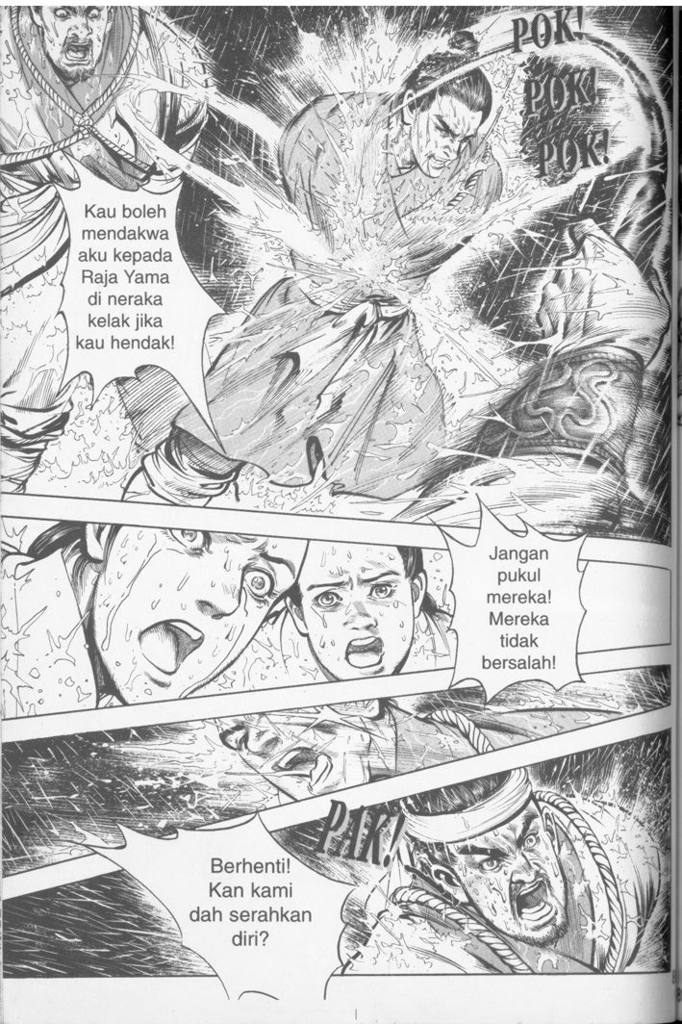 POK!
POK!
POK!
Kau boleh
mendakwa
aku kepada
Raja Yama
di neraka
kelak jika
kau hendak!
Jangan
pukul
mereka!
Mereka
tidak
bersalah!
PAK!
Berhenti!
Kan kami
dah serahkan
diri?